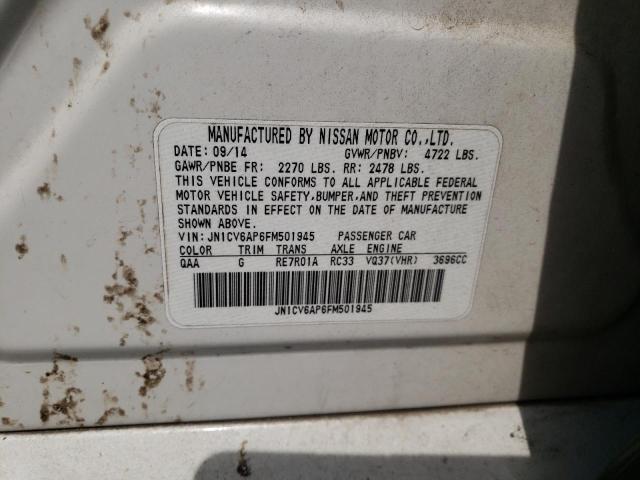 MANUFACTURED BY NISSAN MOTOR CO.,LTD.
DATE: 09/14 GVWR/PNBV: 4722 LBS.
GAWR/PNBE FR: 2270 LBS. RR: 2478 LBS.
THIS VEHICLE CONFORMS TO ALL APPLICABLE FEDERAL
MOTOR VEHICLE SAFETY,BUMPER,AND THEFT PREVENTION
STANDARDS IN EFFECT ON THE DATE OF MANUFACTURE
SHOWN ABOVE.
VIN: JN1CV6AP6FM501945 PASSENGER CAR
COLOR TRIM TRANS AXLE ENGINE
QAA G RE7R01A RC33 VQ37(VHR) 3696CC
JN1CV6AP6FM501945